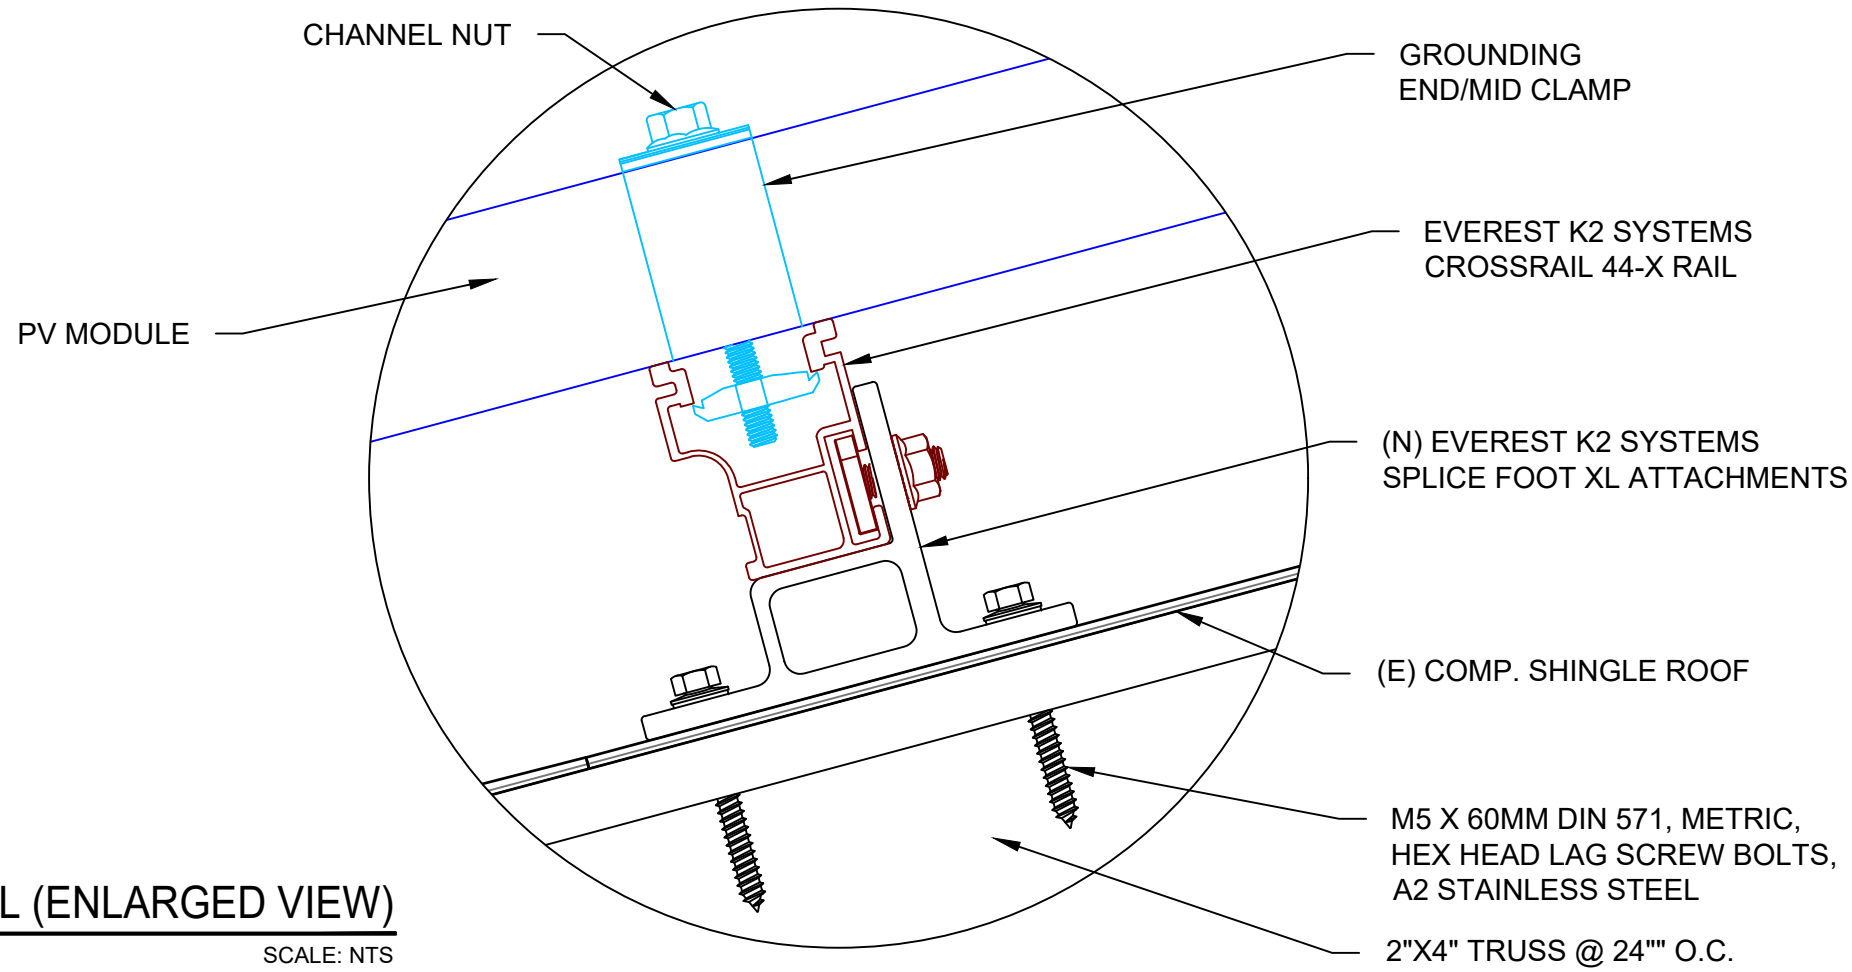 CHANNEL NUT
GROUNDING
END/MID CLAMP
EVEREST K2 SYSTEMS
CROSSRAIL 44-X RAIL
PV MODULE
(N) EVEREST K2 SYSTEMS
SPLICE FOOT XL ATTACHMENTS
(E) COMP. SHINGLE ROOF
M5 X 60MM DIN 571, METRIC,
HEX HEAD LAG SCREW BOLTS,
A2 STAINLESS STEEL
2"X4" TRUSS @ 24"" O.C.
L (ENLARGED VIEW)
SCALE: NTS